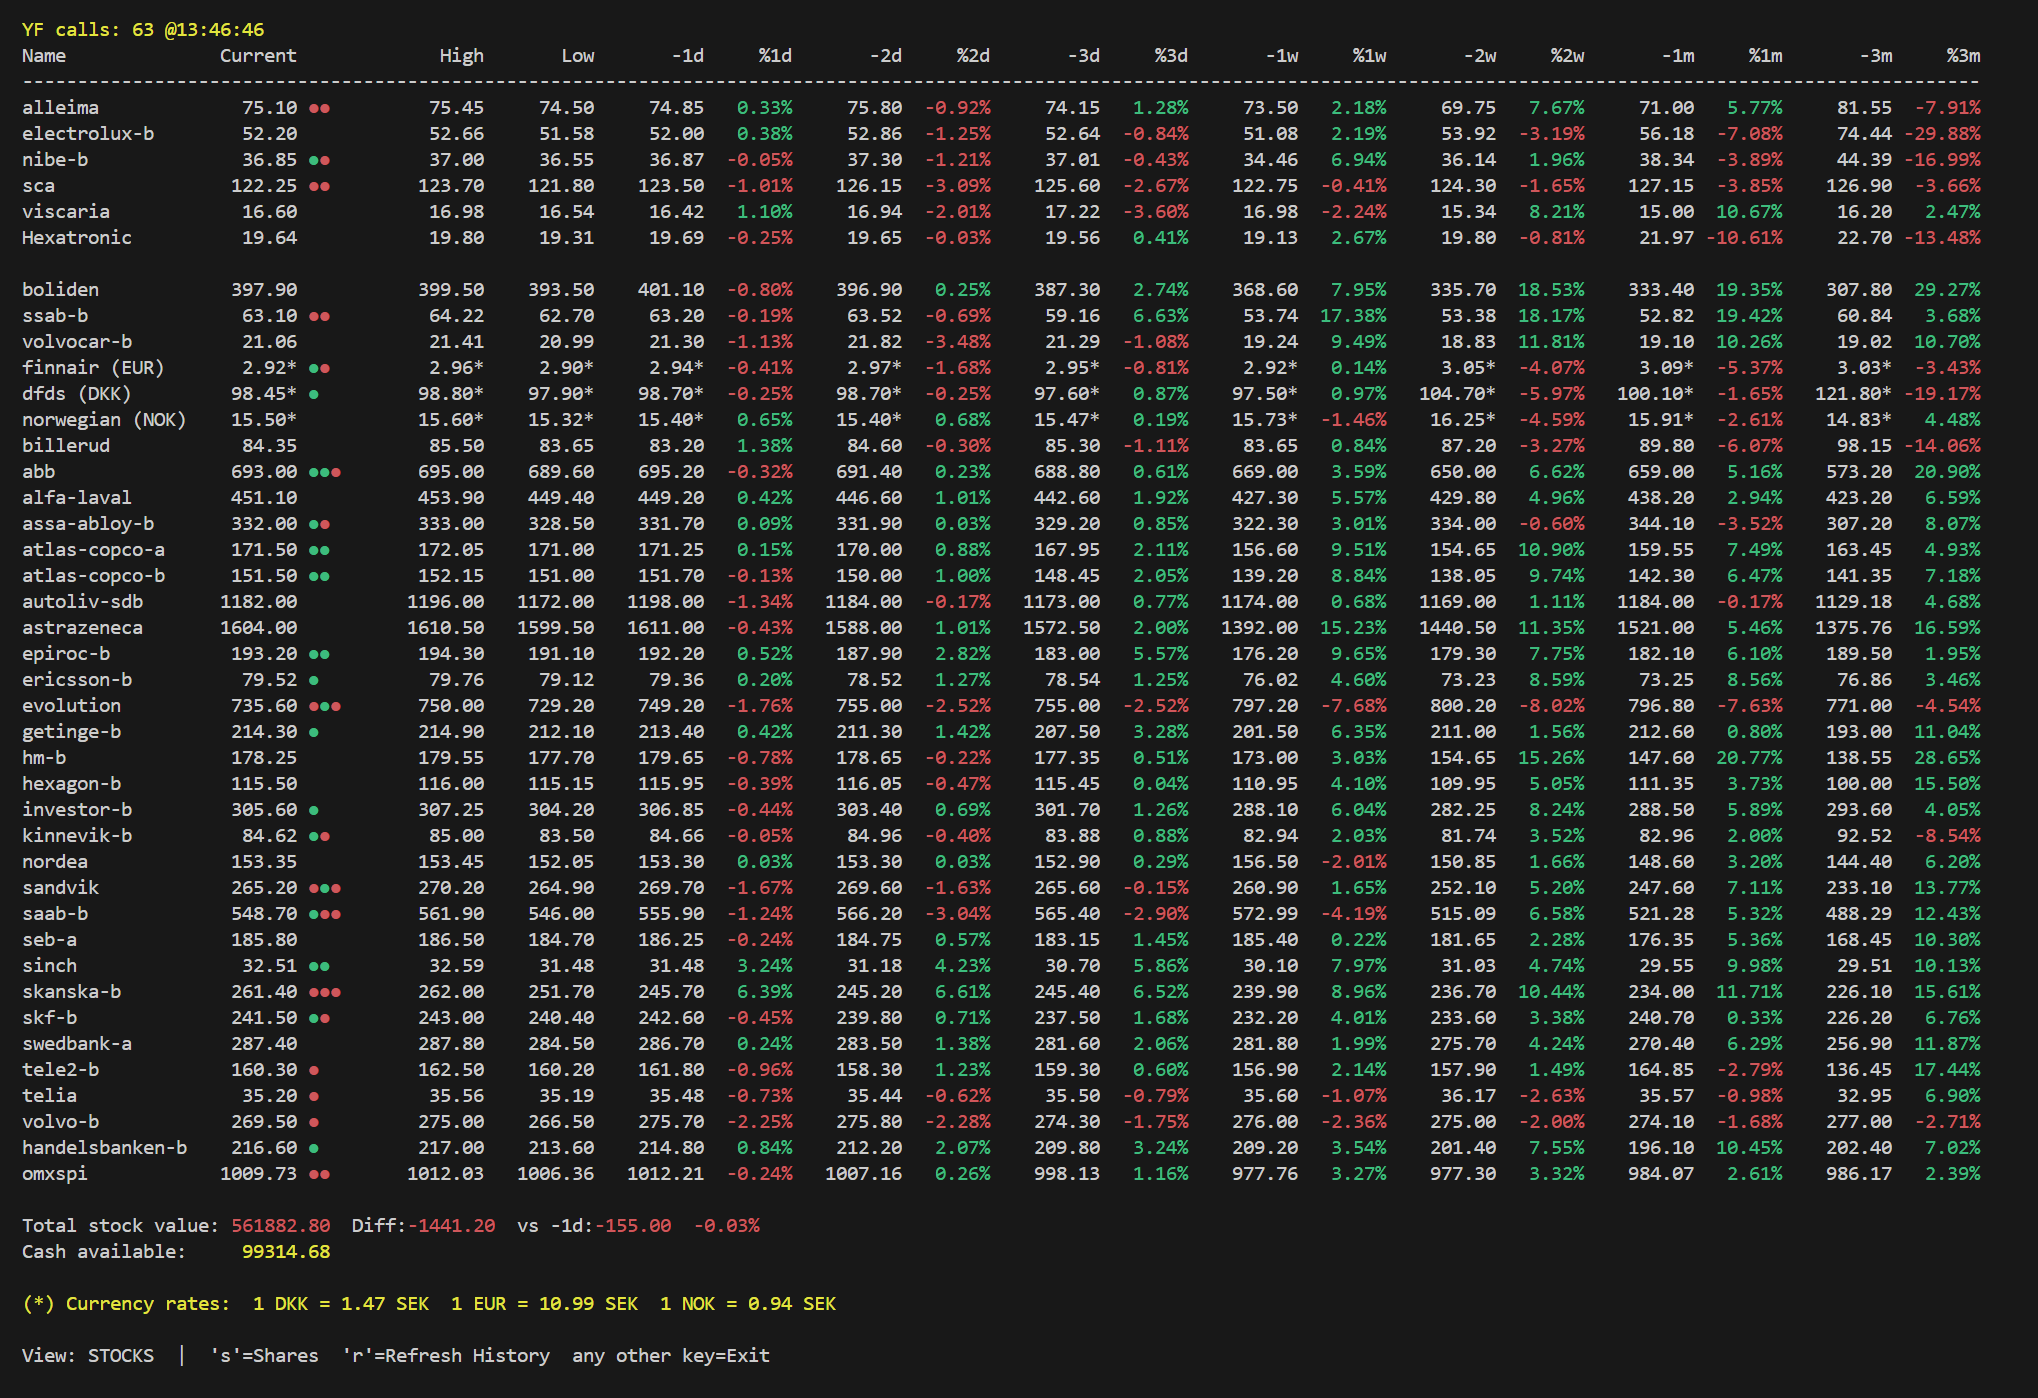 YF calls: 63 @13:46:46
Name Current High Low -1d %1d -2d %2d -3d %3d -1w %1w -2w %2w -1m %1m -3m %3m
----------------------------------------------------------------------------------------------------------------------------------------------------------------------------------
alleima 75.10 ●● 75.45 74.50 74.85 0.33% 75.80 -0.92% 74.15 1.28% 73.50 2.18% 69.75 7.67% 71.00 5.77% 81.55 -7.91%
electrolux-b 52.20 52.66 51.58 52.00 0.38% 52.86 -1.25% 52.64 -0.84% 51.08 2.19% 53.92 -3.19% 56.18 -7.08% 74.44 -29.88%
nibe-b 36.85 ●● 37.00 36.55 36.87 -0.05% 37.30 -1.21% 37.01 -0.43% 34.46 6.94% 36.14 1.96% 38.34 -3.89% 44.39 -16.99%
sca 122.25 ●● 123.70 121.80 123.50 -1.01% 126.15 -3.09% 125.60 -2.67% 122.75 -0.41% 124.30 -1.65% 127.15 -3.85% 126.90 -3.66%
viscaria 16.60 16.98 16.54 16.42 1.10% 16.94 -2.01% 17.22 -3.60% 16.98 -2.24% 15.34 8.21% 15.00 10.67% 16.20 2.47%
Hexatronic 19.64 19.80 19.31 19.69 -0.25% 19.65 -0.03% 19.56 0.41% 19.13 2.67% 19.80 -0.81% 21.97 -10.61% 22.70 -13.48%
boliden 397.90 399.50 393.50 401.10 -0.80% 396.90 0.25% 387.30 2.74% 368.60 7.95% 335.70 18.53% 333.40 19.35% 307.80 29.27%
ssab-b 63.10 ●● 64.22 62.70 63.20 -0.19% 63.52 -0.69% 59.16 6.63% 53.74 17.38% 53.38 18.17% 52.82 19.42% 60.84 3.68%
volvocar-b 21.06 21.41 20.99 21.30 -1.13% 21.82 -3.48% 21.29 -1.08% 19.24 9.49% 18.83 11.81% 19.10 10.26% 19.02 10.70%
finnair (EUR) 2.92* ●● 2.96* 2.90* 2.94* -0.41% 2.97* -1.68% 2.95* -0.81% 2.92* 0.14% 3.05* -4.07% 3.09* -5.37% 3.03* -3.43%
dfds (DKK) 98.45* ● 98.80* 97.90* 98.70* -0.25% 98.70* -0.25% 97.60* 0.87% 97.50* 0.97% 104.70* -5.97% 100.10* -1.65% 121.80* -19.17%
norwegian (NOK) 15.50* 15.60* 15.32* 15.40* 0.65% 15.40* 0.68% 15.47* 0.19% 15.73* -1.46% 16.25* -4.59% 15.91* -2.61% 14.83* 4.48%
billerud 84.35 85.50 83.65 83.20 1.38% 84.60 -0.30% 85.30 -1.11% 83.65 0.84% 87.20 -3.27% 89.80 -6.07% 98.15 -14.06%
abb 693.00 ●●● 695.00 689.60 695.20 -0.32% 691.40 0.23% 688.80 0.61% 669.00 3.59% 650.00 6.62% 659.00 5.16% 573.20 20.90%
alfa-laval 451.10 453.90 449.40 449.20 0.42% 446.60 1.01% 442.60 1.92% 427.30 5.57% 429.80 4.96% 438.20 2.94% 423.20 6.59%
assa-abloy-b 332.00 ●● 333.00 328.50 331.70 0.09% 331.90 0.03% 329.20 0.85% 322.30 3.01% 334.00 -0.60% 344.10 -3.52% 307.20 8.07%
atlas-copco-a 171.50 ●● 172.05 171.00 171.25 0.15% 170.00 0.88% 167.95 2.11% 156.60 9.51% 154.65 10.90% 159.55 7.49% 163.45 4.93%
atlas-copco-b 151.50 ●● 152.15 151.00 151.70 -0.13% 150.00 1.00% 148.45 2.05% 139.20 8.84% 138.05 9.74% 142.30 6.47% 141.35 7.18%
autoliv-sdb 1182.00 1196.00 1172.00 1198.00 -1.34% 1184.00 -0.17% 1173.00 0.77% 1174.00 0.68% 1169.00 1.11% 1184.00 -0.17% 1129.18 4.68%
astrazeneca 1604.00 1610.50 1599.50 1611.00 -0.43% 1588.00 1.01% 1572.50 2.00% 1392.00 15.23% 1440.50 11.35% 1521.00 5.46% 1375.76 16.59%
epiroc-b 193.20 ●● 194.30 191.10 192.20 0.52% 187.90 2.82% 183.00 5.57% 176.20 9.65% 179.30 7.75% 182.10 6.10% 189.50 1.95%
ericsson-b 79.52 ● 79.76 79.12 79.36 0.20% 78.52 1.27% 78.54 1.25% 76.02 4.60% 73.23 8.59% 73.25 8.56% 76.86 3.46%
evolution 735.60 ●●● 750.00 729.20 749.20 -1.76% 755.00 -2.52% 755.00 -2.52% 797.20 -7.68% 800.20 -8.02% 796.80 -7.63% 771.00 -4.54%
getinge-b 214.30 ● 214.90 212.10 213.40 0.42% 211.30 1.42% 207.50 3.28% 201.50 6.35% 211.00 1.56% 212.60 0.80% 193.00 11.04%
hm-b 178.25 179.55 177.70 179.65 -0.78% 178.65 -0.22% 177.35 0.51% 173.00 3.03% 154.65 15.26% 147.60 20.77% 138.55 28.65%
hexagon-b 115.50 116.00 115.15 115.95 -0.39% 116.05 -0.47% 115.45 0.04% 110.95 4.10% 109.95 5.05% 111.35 3.73% 100.00 15.50%
investor-b 305.60 ● 307.25 304.20 306.85 -0.44% 303.40 0.69% 301.70 1.26% 288.10 6.04% 282.25 8.24% 288.50 5.89% 293.60 4.05%
kinnevik-b 84.62 ●● 85.00 83.50 84.66 -0.05% 84.96 -0.40% 83.88 0.88% 82.94 2.03% 81.74 3.52% 82.96 2.00% 92.52 -8.54%
nordea 153.35 153.45 152.05 153.30 0.03% 153.30 0.03% 152.90 0.29% 156.50 -2.01% 150.85 1.66% 148.60 3.20% 144.40 6.20%
sandvik 265.20 ●●● 270.20 264.90 269.70 -1.67% 269.60 -1.63% 265.60 -0.15% 260.90 1.65% 252.10 5.20% 247.60 7.11% 233.10 13.77%
saab-b 548.70 ●●● 561.90 546.00 555.90 -1.24% 566.20 -3.04% 565.40 -2.90% 572.99 -4.19% 515.09 6.58% 521.28 5.32% 488.29 12.43%
seb-a 185.80 186.50 184.70 186.25 -0.24% 184.75 0.57% 183.15 1.45% 185.40 0.22% 181.65 2.28% 176.35 5.36% 168.45 10.30%
sinch 32.51 ●● 32.59 31.48 31.48 3.24% 31.18 4.23% 30.70 5.86% 30.10 7.97% 31.03 4.74% 29.55 9.98% 29.51 10.13%
skanska-b 261.40 ●●● 262.00 251.70 245.70 6.39% 245.20 6.61% 245.40 6.52% 239.90 8.96% 236.70 10.44% 234.00 11.71% 226.10 15.61%
skf-b 241.50 ●● 243.00 240.40 242.60 -0.45% 239.80 0.71% 237.50 1.68% 232.20 4.01% 233.60 3.38% 240.70 0.33% 226.20 6.76%
swedbank-a 287.40 287.80 284.50 286.70 0.24% 283.50 1.38% 281.60 2.06% 281.80 1.99% 275.70 4.24% 270.40 6.29% 256.90 11.87%
tele2-b 160.30 ● 162.50 160.20 161.80 -0.96% 158.30 1.23% 159.30 0.60% 156.90 2.14% 157.90 1.49% 164.85 -2.79% 136.45 17.44%
telia 35.20 ● 35.56 35.19 35.48 -0.73% 35.44 -0.62% 35.50 -0.79% 35.60 -1.07% 36.17 -2.63% 35.57 -0.98% 32.95 6.90%
volvo-b 269.50 ● 275.00 266.50 275.70 -2.25% 275.80 -2.28% 274.30 -1.75% 276.00 -2.36% 275.00 -2.00% 274.10 -1.68% 277.00 -2.71%
handelsbanken-b 216.60 ● 217.00 213.60 214.80 0.84% 212.20 2.07% 209.80 3.24% 209.20 3.54% 201.40 7.55% 196.10 10.45% 202.40 7.02%
omxspi 1009.73 ●● 1012.03 1006.36 1012.21 -0.24% 1007.16 0.26% 998.13 1.16% 977.76 3.27% 977.30 3.32% 984.07 2.61% 986.17 2.39%
Total stock value: 561882.80 Diff:-1441.20 vs -1d:-155.00 -0.03%
Cash available: 99314.68
(*) Currency rates: 1 DKK = 1.47 SEK 1 EUR = 10.99 SEK 1 NOK = 0.94 SEK
View: STOCKS | 's'=Shares 'r'=Refresh History any other key=Exit